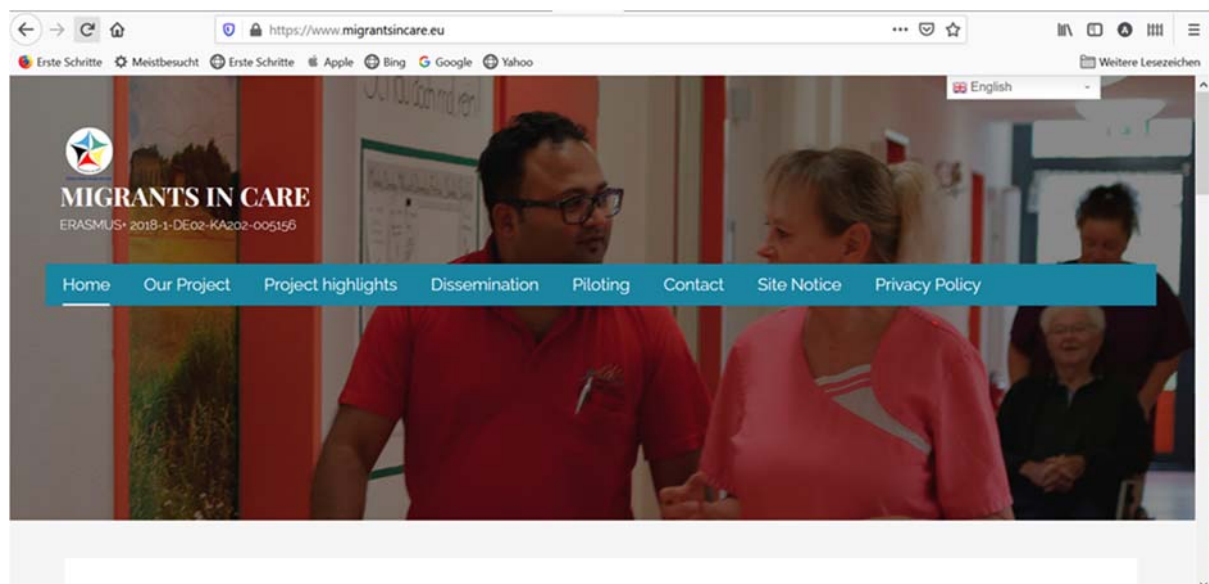 https://www.migrantsincare.eu
Erste Schritte Meistbesucht Erste Schritte Apple Bing Google Yahoo Weitere Lesezeichen
English
MIGRANTS IN CARE
ERASMUS+ 2018-1-DE02-KA202-005156
Home Our Project Project highlights Dissemination Piloting Contact Site Notice Privacy Policy